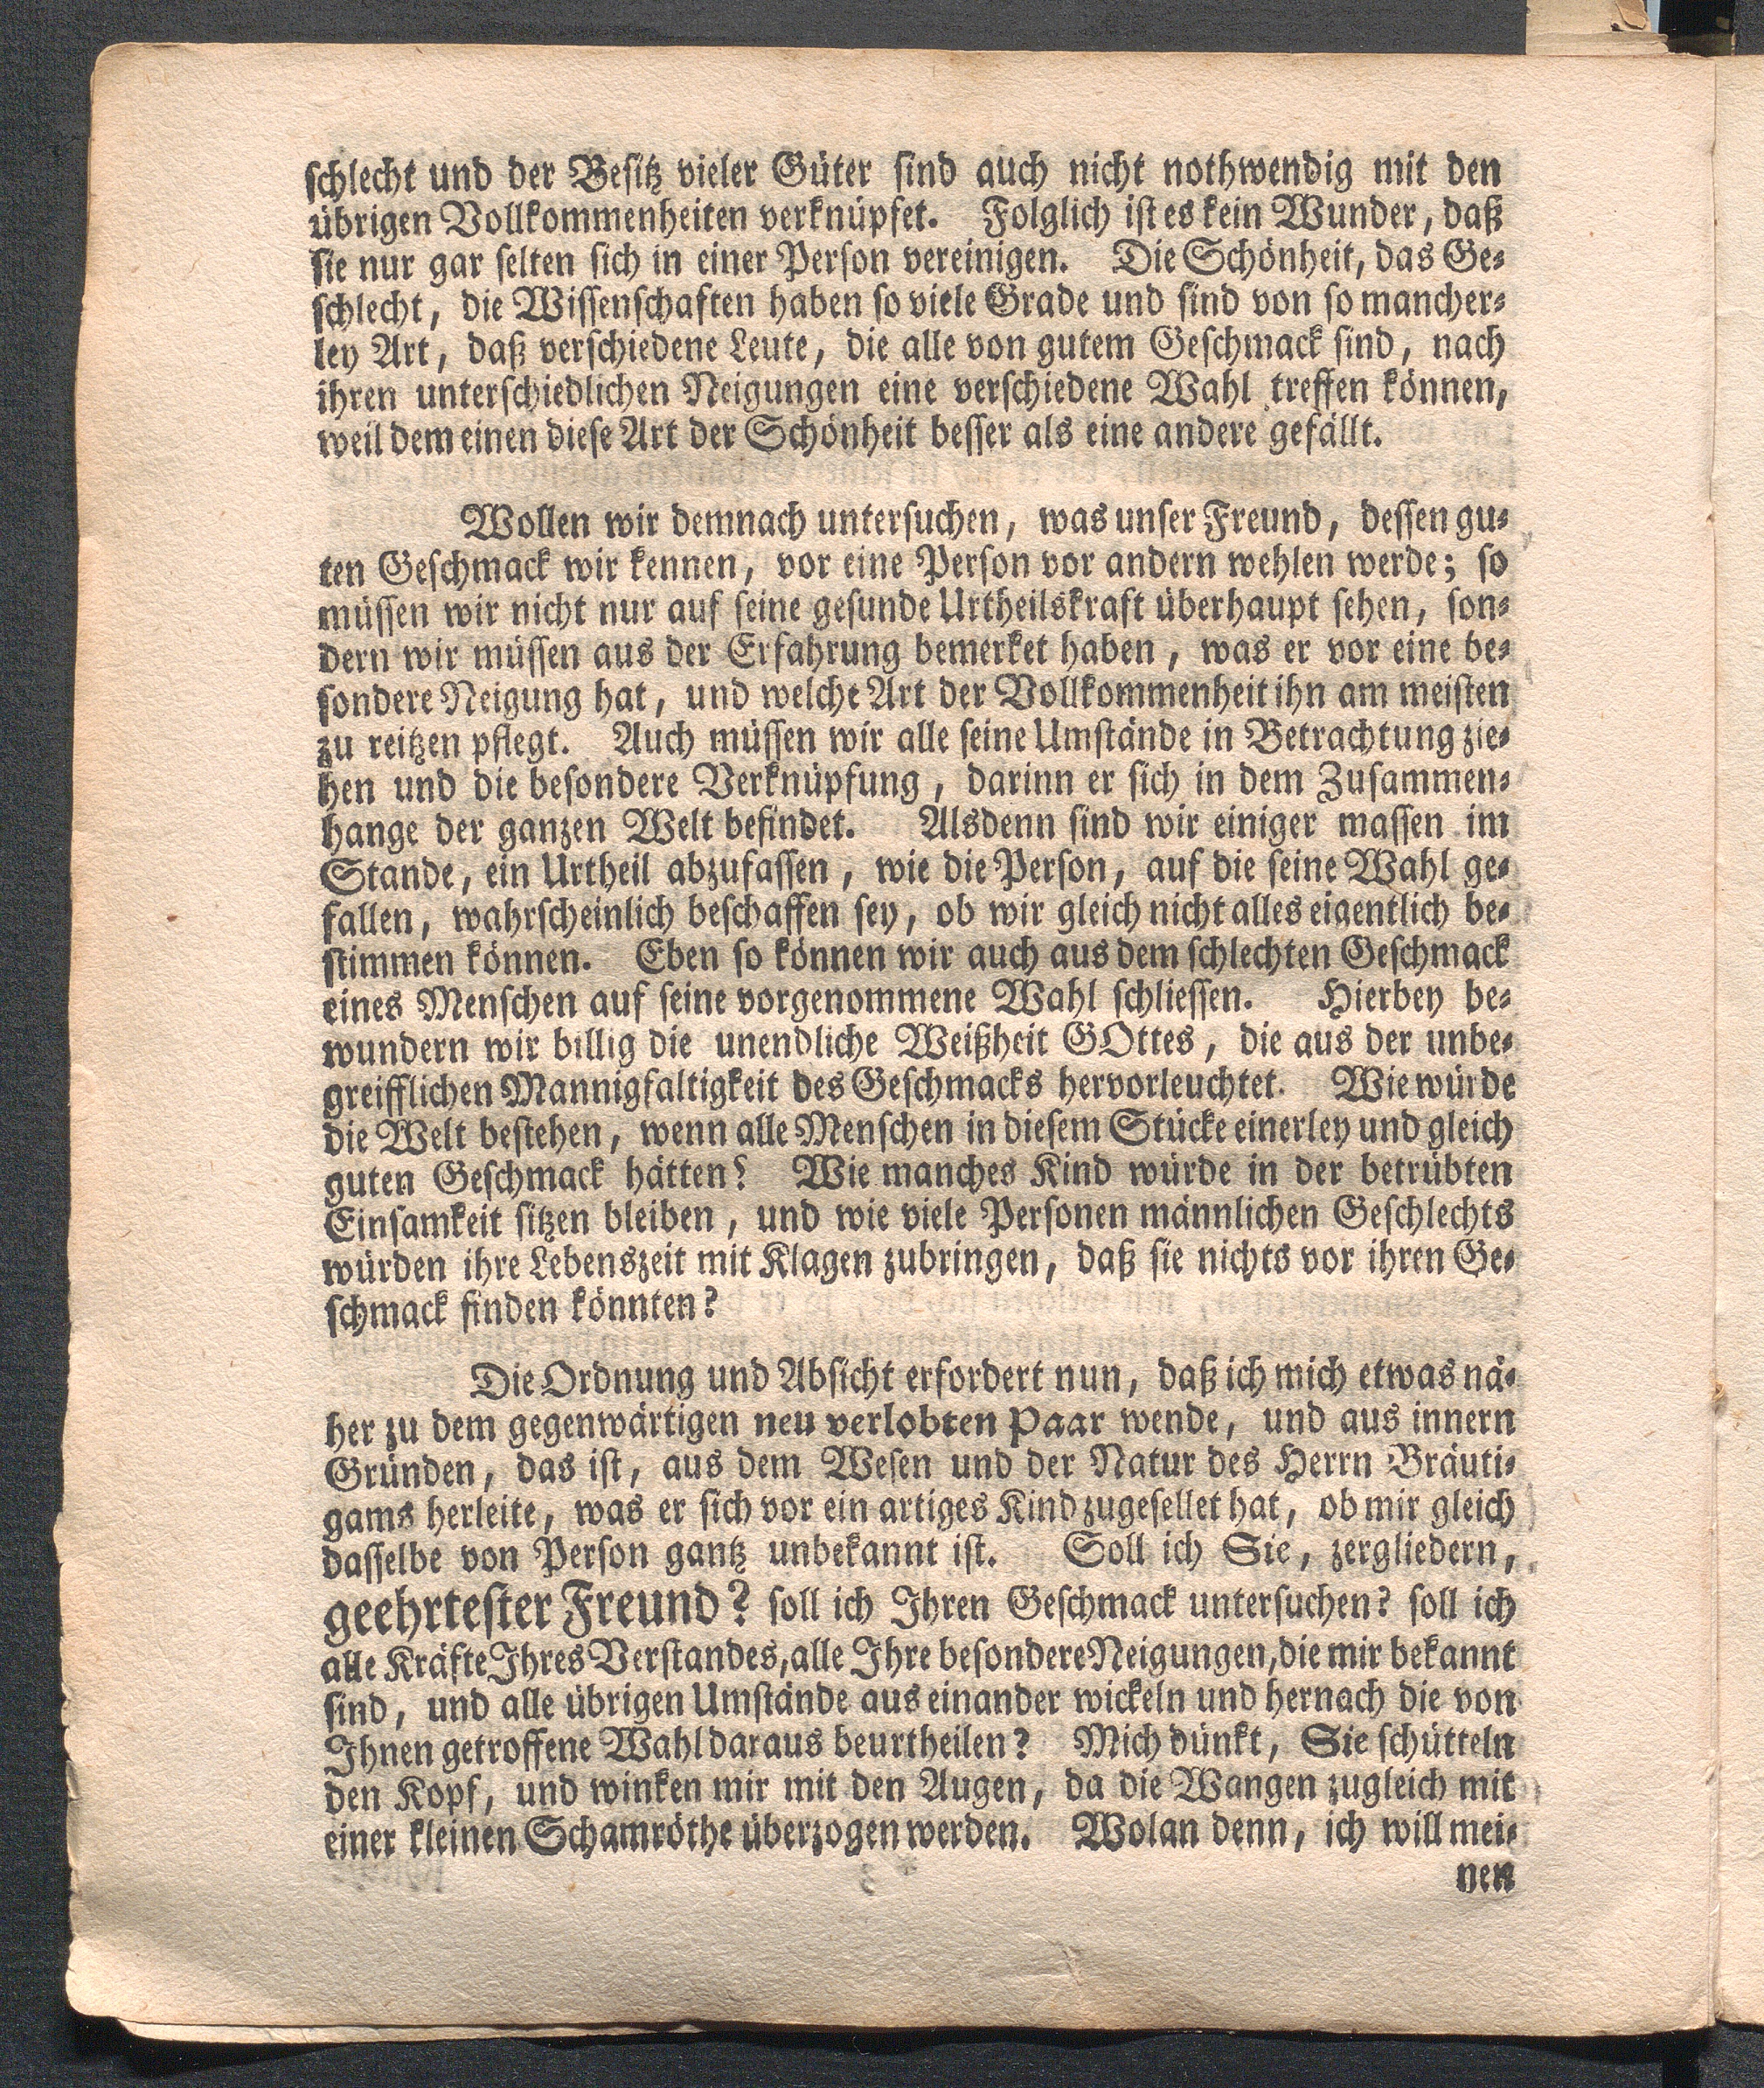 schlecht und der Besitz vieler Güter sind auch nicht nothwendig mit den
übrigen Vollkommenheiten verknüpfet. Folglich ist es kein Wunder, daß
sie nur gar selten sich in einer Person vereinigen. Die Schönheit, das Ge-
schlecht, die Wissenschaften haben so viele Grade und sind von so mancher-
ley Art, daß verschiedene Leute, die alle von gutem Geschmack sind, nach
ihren unterschiedlichen Neigungen eine verschiedene Wahl treffen können,
weil dem einen diese Art der Schönheit besser als eine andere gefällt.
Wollen wir demnach untersuchen, was unser Freund, dessen gu-
ten Geschmack wir kennen, vor eine Person vor andern wehlen werde; so
müssen wir nicht nur auf seine gesunde Urtheilskraft überhaupt sehen, son-
dern wir müssen aus der Erfahrung bemerket haben, was er vor eine be-
sondere Neigung hat, und welche Art der Vollkommenheit ihn am meisten
zu reitzen pflegt. Auch müssen wir alle seine Umstände in Betrachtung zie-
hen und die besondere Verknüpfung, darinn er sich in dem Zusammen-
hange der ganzen Welt befindet. Alsdenn sind wir einiger massen im
Stande, ein Urtheil abzufassen, wie die Person, auf die seine Wahl ge-
fallen, wahrscheinlich beschaffen sey, ob wir gleich nicht alles eigentlich be-
stimmen können. Eben so können wir auch aus dem schlechten Geschmack
eines Menschen auf seine vorgenommene Wahl schliessen. Hierbey be-
wundern wir billig die unendliche Weißheit GOttes, die aus der unbe-
greifflichen Mannigfaltigkeit des Geschmacks hervorleuchtet. Wie würde
die Welt bestehen, wenn alle Menschen in diesem Stücke einerley und gleich
guten Geschmack hätten? Wie manches Kind würde in der betrübten
Einsamkeit sitzen bleiben, und wie viele Personen männlichen Geschlechts
würden ihre Lebenszeit mit Klagen zubringen, daß sie nichts vor ihren Ge-
schmack finden könnten?
Die Ordnung und Absicht erfordert nun, daß ich mich etwas nä-
her zu dem gegenwärtigen neu verlobten Paar wende, und aus innern
Gründen, das ist, aus dem Wesen und der Natur des Herrn Bräuti-
gams herleite, was er sich vor ein artiges Kind zugesellet hat, ob mir gleich
dasselbe von Person gantz unbekannt ist. Soll ich Sie, zergliedern,
geehrtester Freund? soll ich Ihren Geschmack untersuchen? soll ich
alle Kräfte Ihres Verstandes, alle Ihre besondere Neigungen, die mir bekannt
sind, und alle übrigen Umstände aus einander wickeln und hernach die von
Ihnen getroffene Wahl daraus beurtheilen? Mich dünkt, Sie schütteln
den Kopf, und winken mir mit den Augen, da die Wangen zugleich mit
einer kleinen Schamröthe überzogen werden. Wolan denn, ich will mei-
nen